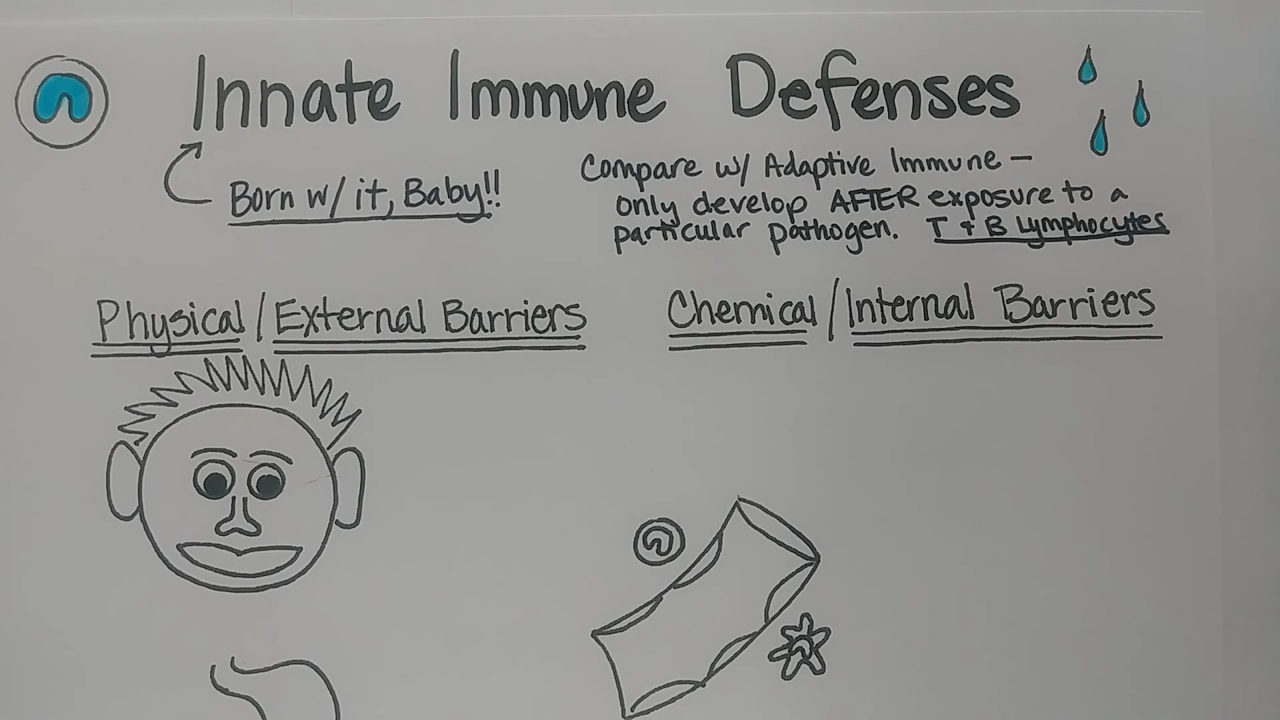 Innate Immune Defenses
Born w/ it, Baby!!
Compare w/ Adaptive Immune —
only develop AFTER exposure to a
particular pathogen. T + B Lymphocytes
Physical / External Barriers
Chemical / Internal Barriers